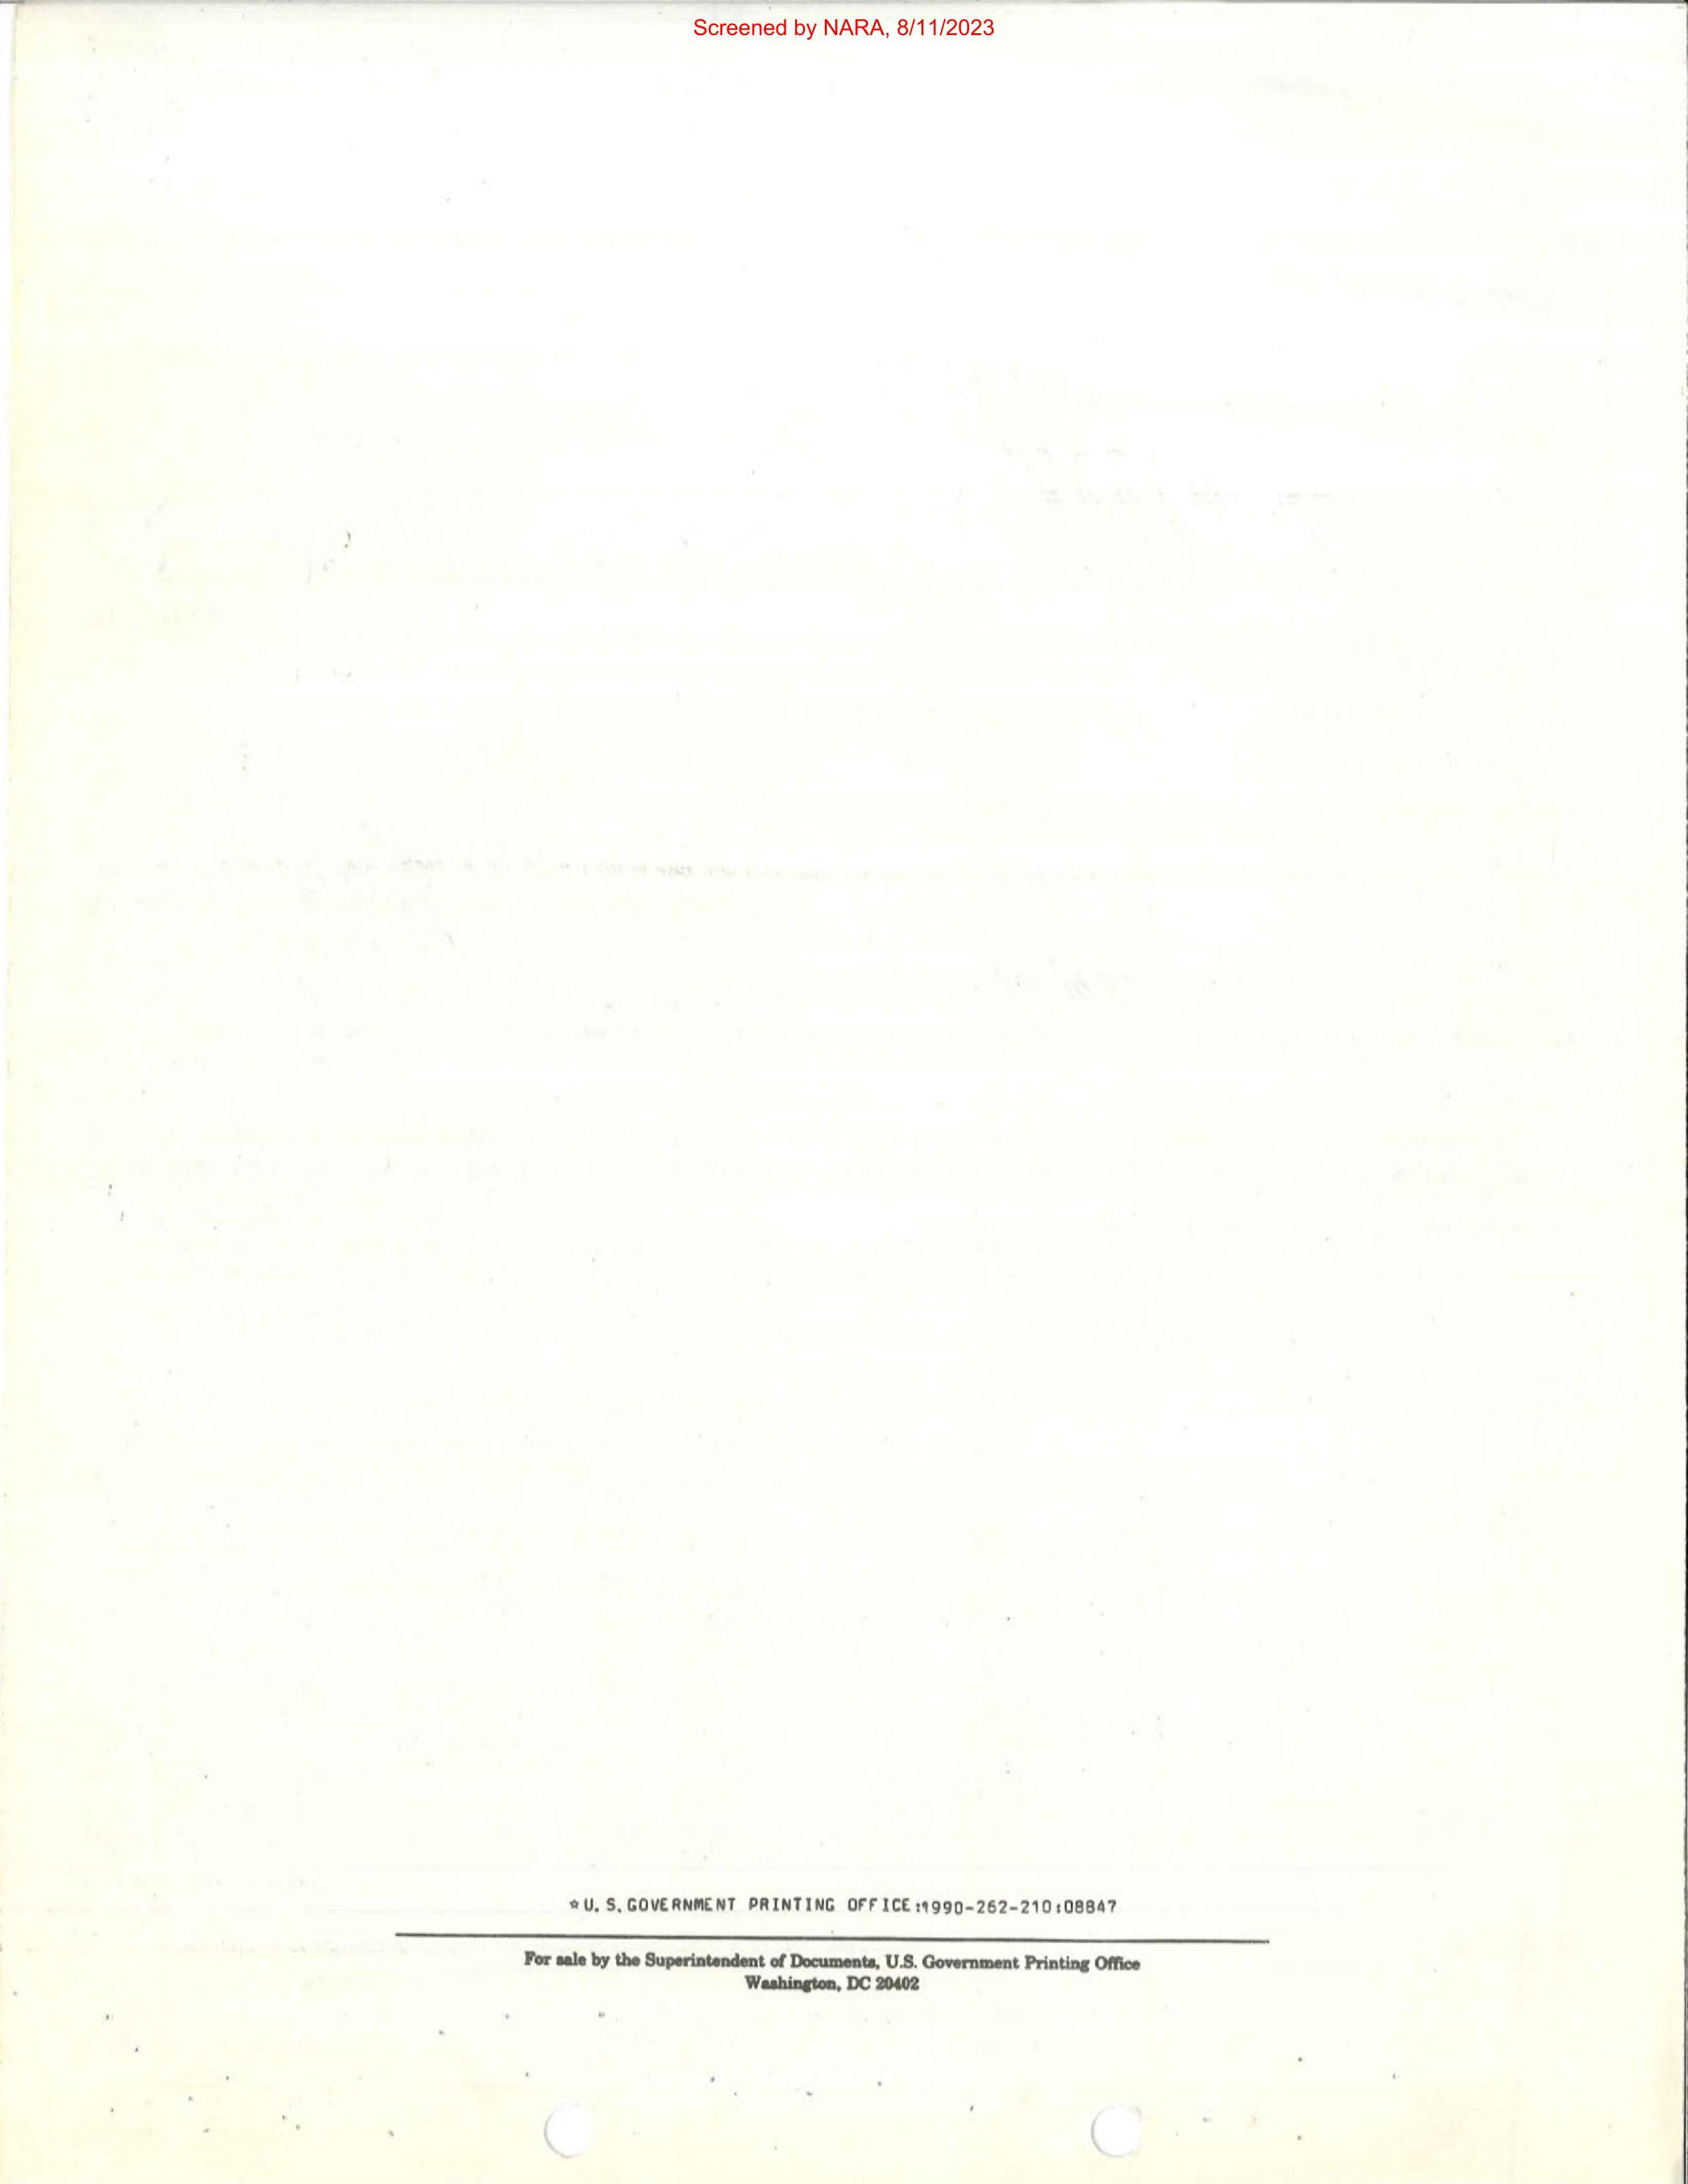 Screened by NARA, 8/11/2023
☆U.S. GOVERNMENT PRINTING OFFICE:1990-262-210:08847
For sale by the Superintendent of Documents, U.S. Government Printing Office
Washington, DC 20402